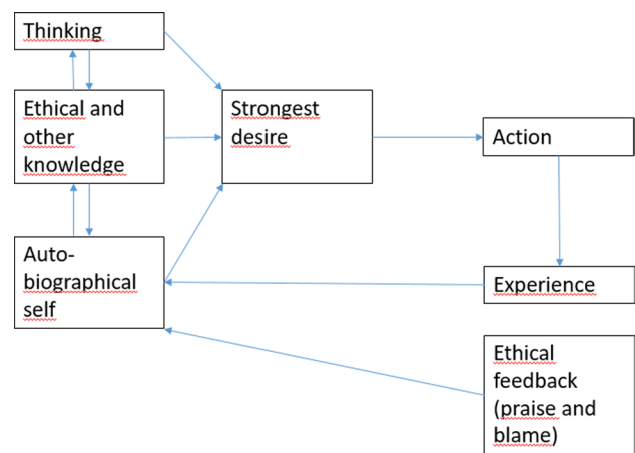 Thinking
Ethical and
other
knowledge
Strongest
desire
Action
Auto-
biographical
self
Experience
Ethical
feedback
(praise and
blame)